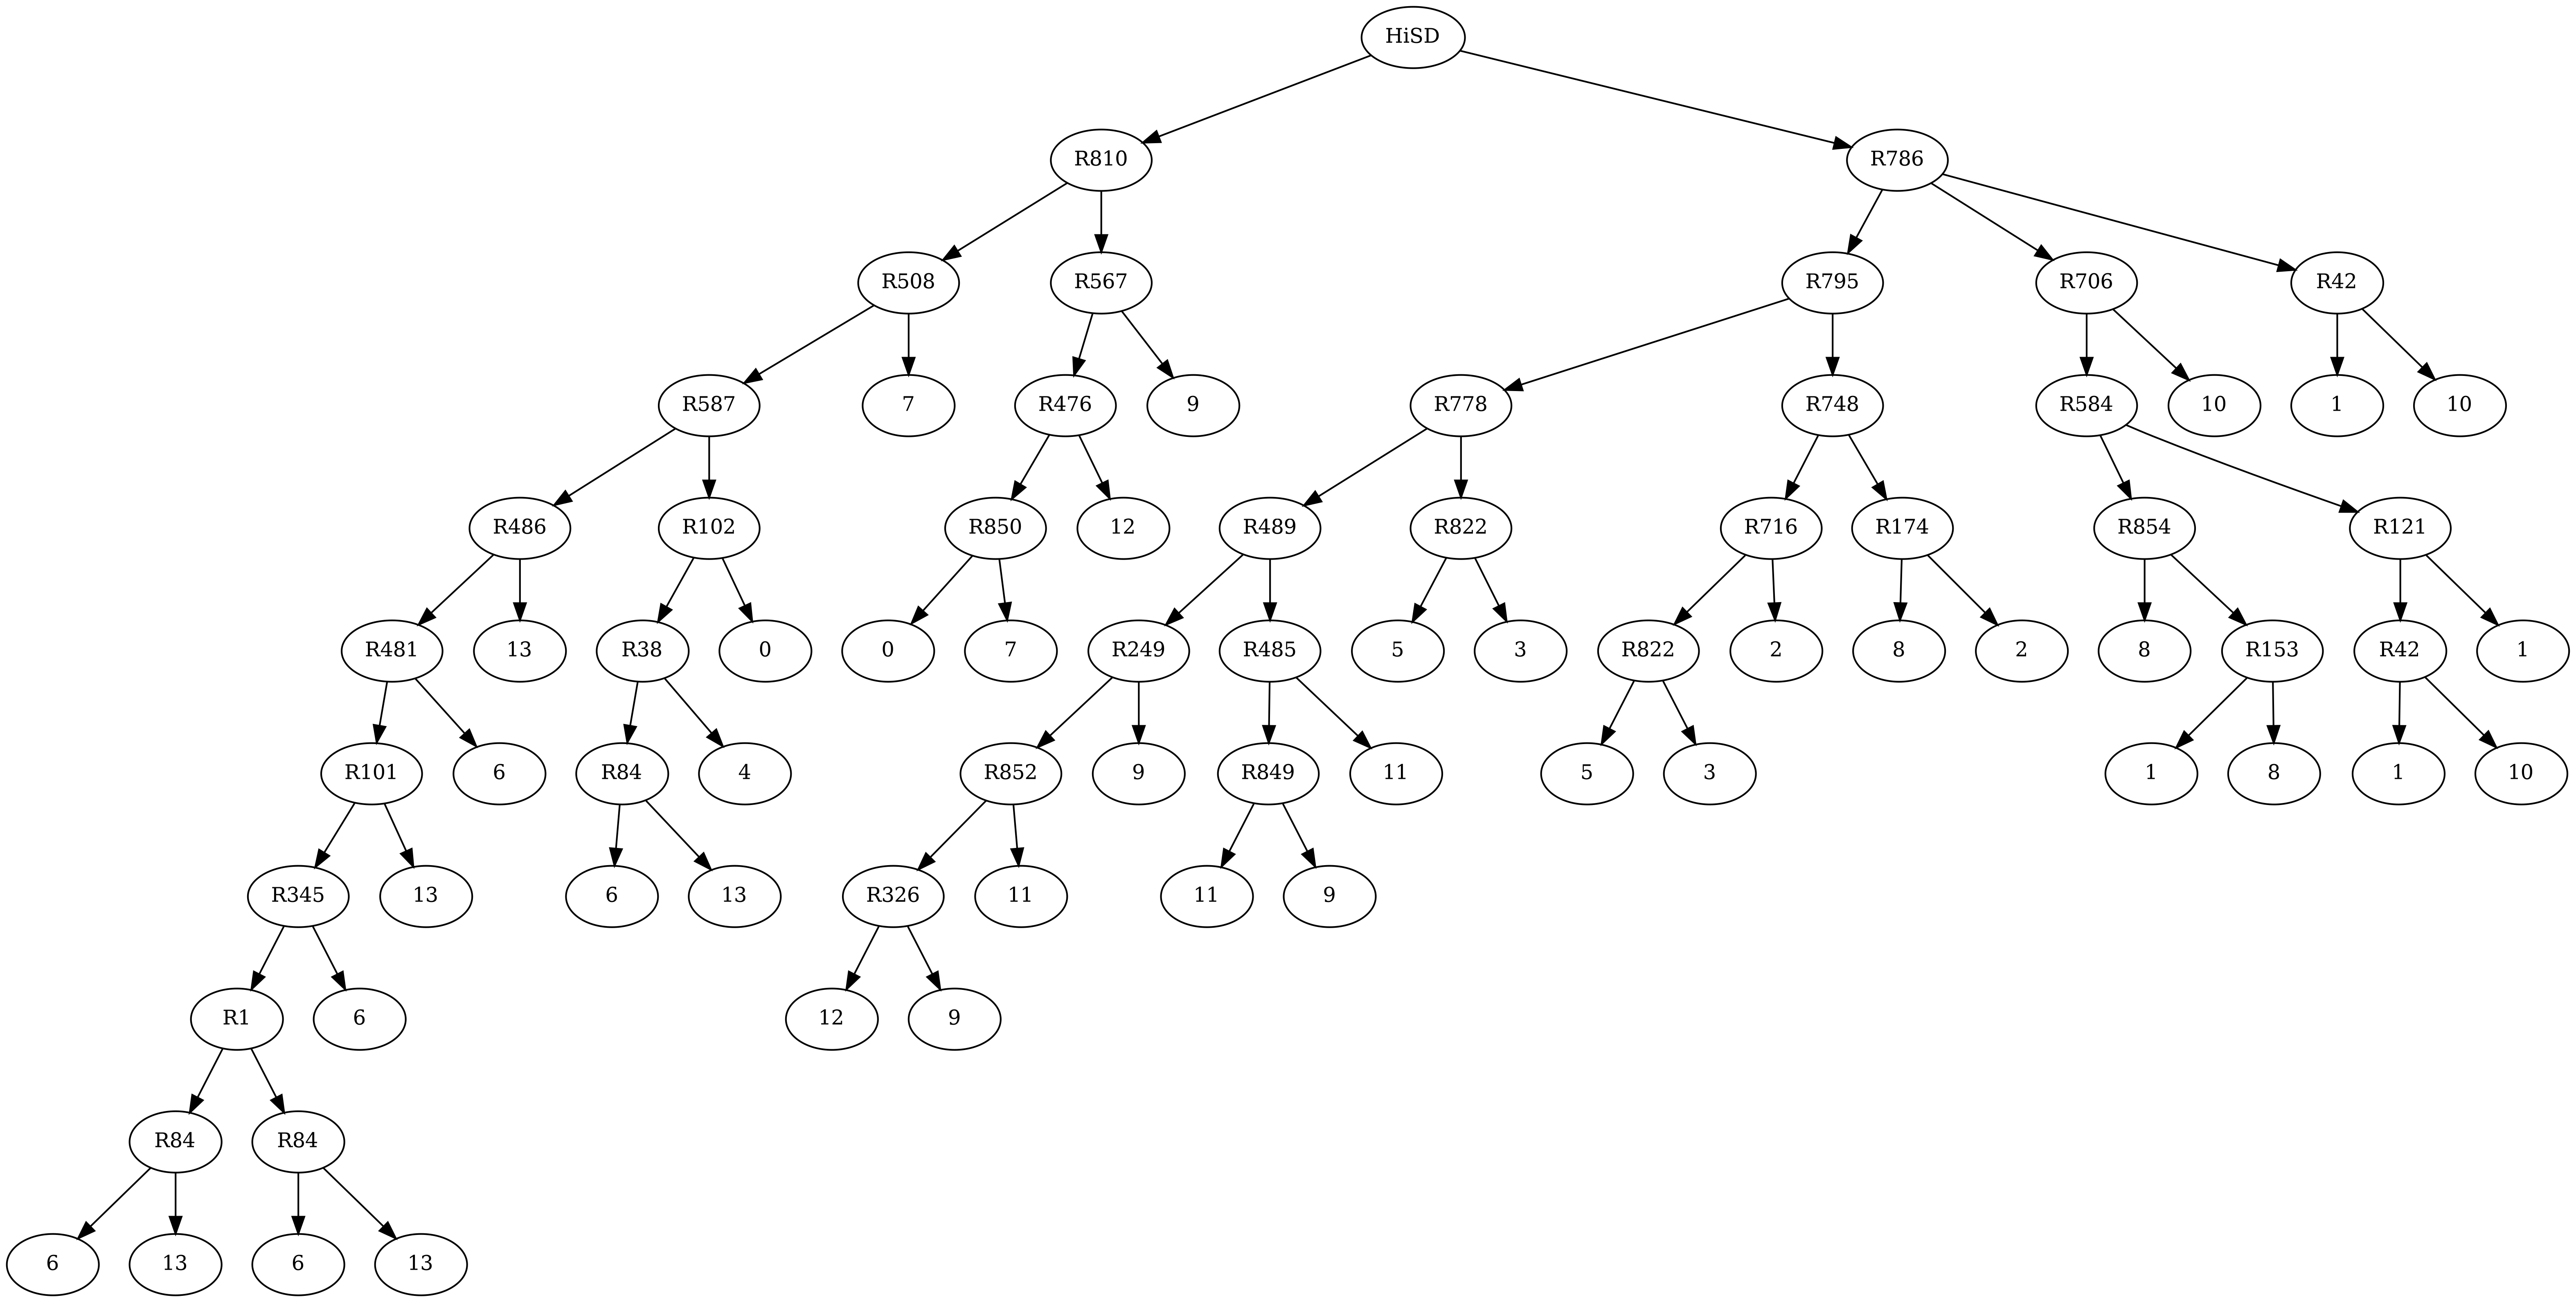 HiSD
R810 R786
R508 R567 R795 R706 R42
R587 7 R476 9 R778 R748 R584 10 1 10
R486 R102 R850 12 R489 R822 R716 R174 R854 R121
R481 13 R38 0 0 7 R249 R485 5 3 R822 2 8 2 8 R153 R42 1
R101 6 R84 4 R852 9 R849 11 5 3 1 8 1 10
R345 13 6 13 R326 11 11 9
R1 6 12 9
R84 R84
6 13 6 13